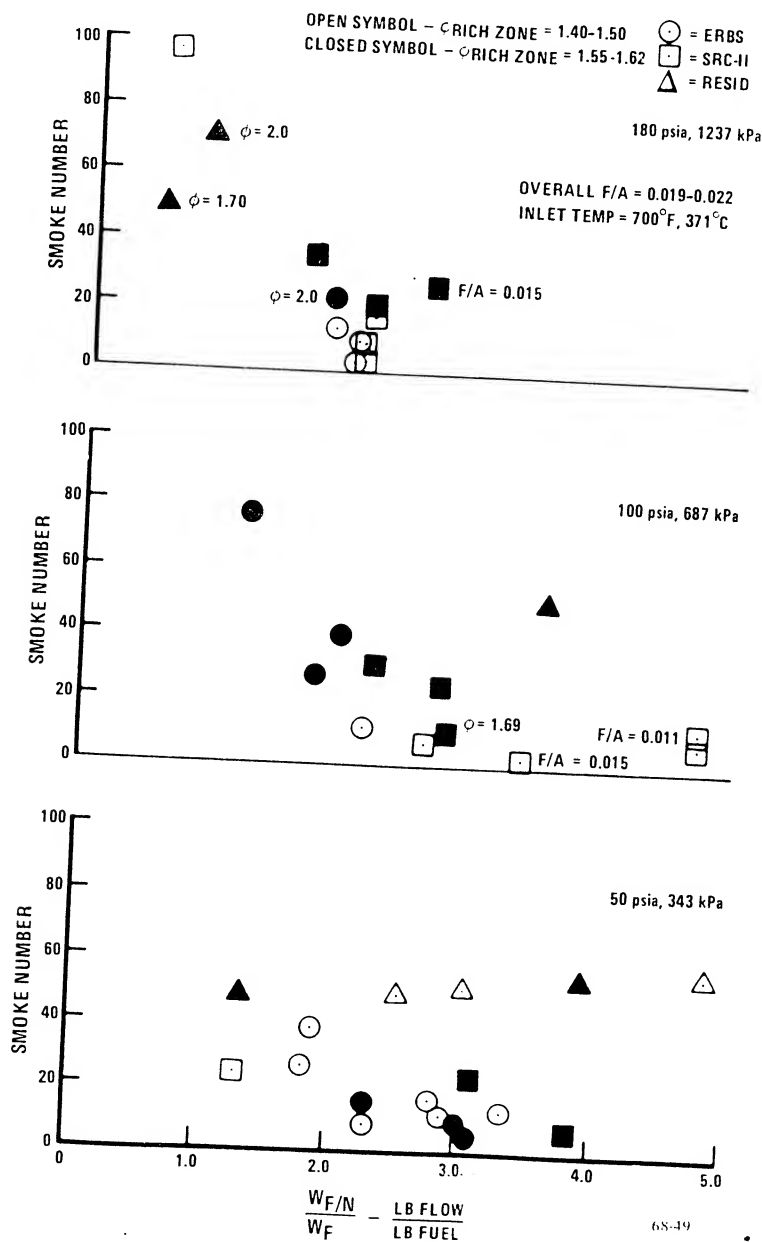 OPEN SYMBOL – φRICH ZONE = 1.40-1.50
CLOSED SYMBOL – φRICH ZONE = 1.55-1.62
= ERBS
= SRC-II
= RESID
180 psia, 1237 kPa
OVERALL F/A = 0.019-0.022
INLET TEMP = 700°F, 371°C
SMOKE NUMBER
100
80
60
40
20
0
φ = 2.0
φ = 1.70
φ = 2.0
F/A = 0.015
100 psia, 687 kPa
SMOKE NUMBER
100
80
60
40
20
0
φ = 1.69
F/A = 0.011
F/A = 0.015
50 psia, 343 kPa
SMOKE NUMBER
100
80
60
40
20
0
0 1.0 2.0 3.0. 4.0 5.0
WF/N – LB FLOW
WF LB FUEL
68-49